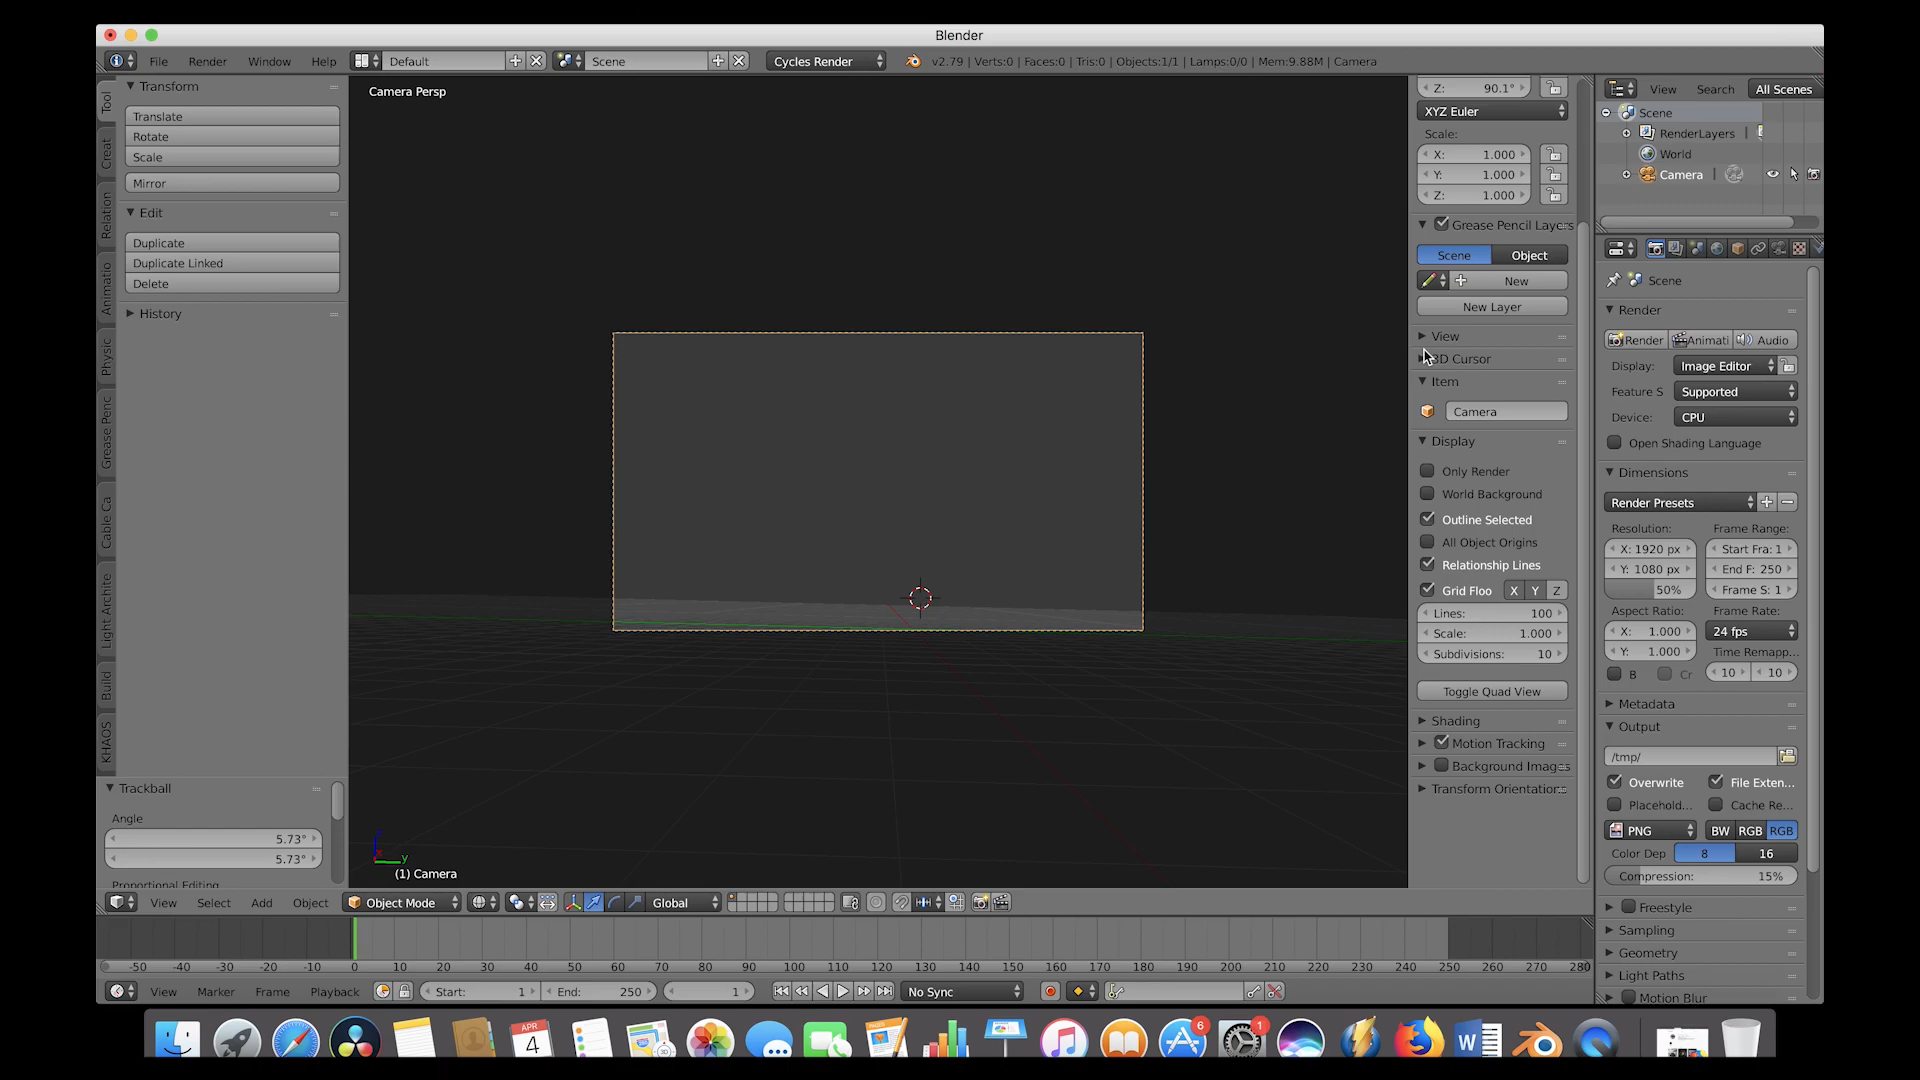 Blender
File Render Window Help Default Scene Cycles Render v2.79 | Verts:0 | Faces:0 | Tris:0 | Objects:1/1 | Lamps:0/0 | Mem:9.88M | Camera
Tool
Creat
Relation
Animatio
Physic
Grease Penc
Cable Ca
Light Archite
Build
KHAOS
Transform
Translate
Rotate
Scale
Mirror
Edit
Duplicate
Duplicate Linked
Delete
History
Trackball
Angle
5.73°
5.73°
Proportional Editing
Camera Persp
y
(1) Camera
Z: 90.1°
XYZ Euler
Scale:
X: 1.000
Y: 1.000
Z: 1.000
Grease Pencil Layers
Scene Object
New
New Layer
View
3D Cursor
Item
Camera
Display
Only Render
World Background
Outline Selected
All Object Origins
Relationship Lines
Grid Floo X Y Z
Lines: 100
Scale: 1.000
Subdivisions: 10
Toggle Quad View
Shading
Motion Tracking
Background Images
Transform Orientation
View Search All Scenes
Scene
RenderLayers
World
Camera
Scene
Render
Render Animati Audio
Display: Image Editor
Feature S Supported
Device: CPU
Open Shading Language
Dimensions
Render Presets
Resolution: Frame Range:
X: 1920 px Start Fra: 1
Y: 1080 px End F: 250
50% Frame S: 1
Aspect Ratio: Frame Rate:
X: 1.000 24 fps
Y: 1.000 Time Remapp...
B Cr 10 10
Metadata
Output
/tmp/
Overwrite File Exten...
Placehold... Cache Re...
PNG BW RGB RGB
Color Dep 8 16
Compression: 15%
Freestyle
Sampling
Geometry
Light Paths
Motion Blur
View Select Add Object Object Mode Global
-50 -40 -30 -20 -10 0 10 20 30 40 50 60 70 80 90 100 110 120 130 140 150 160 170 180 190 200 210 220 230 240 250 260 270 280
View Marker Frame Playback Start: 1 End: 250 1 No Sync
APR
4
6
1
W